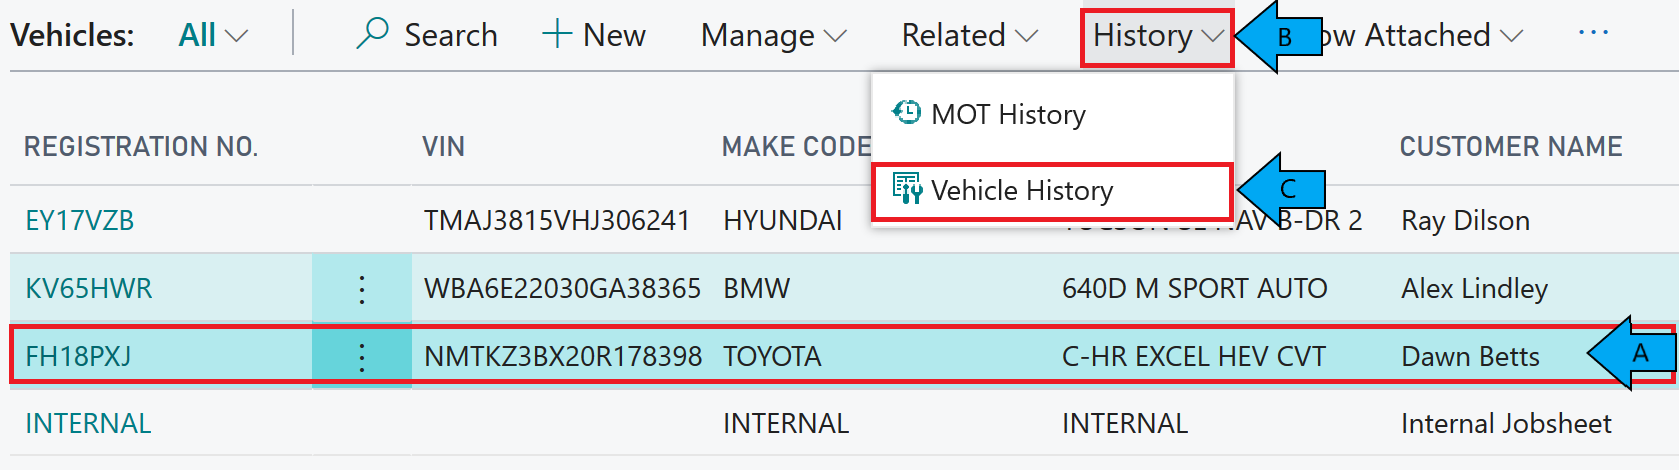 Vehicles: All Search New Manage Related History B ow Attached ...
MOT History
REGISTRATION NO. VIN MAKE CODE CUSTOMER NAME
Vehicle History C
EY17VZB TMAJ3815VHJ306241 HYUNDAI NAV B-DR 2 Ray Dilson
KV65HWR WBA6E22030GA38365 BMW 640D M SPORT AUTO Alex Lindley
FH18PXJ NMTKZ3BX20R178398 TOYOTA C-HR EXCEL HEV CVT Dawn Betts A
INTERNAL INTERNAL INTERNAL Internal Jobsheet